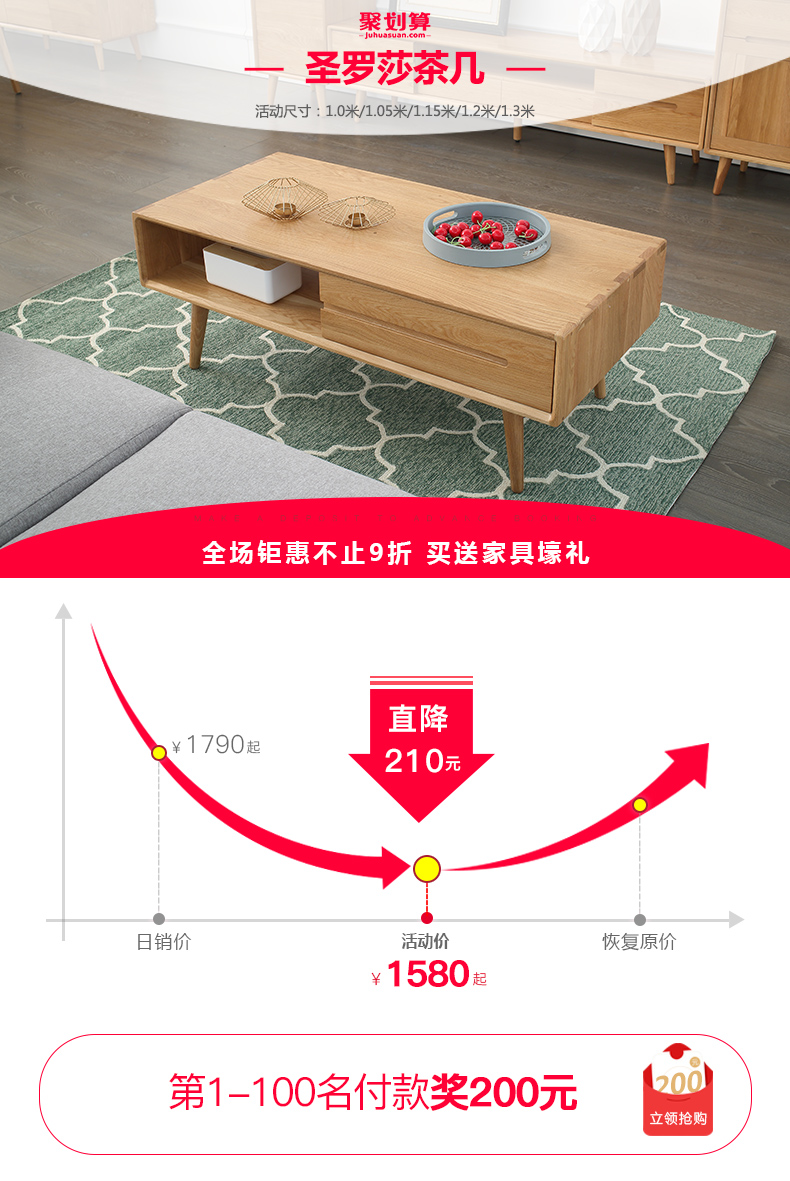 聚划算
juhuasuan.com
圣罗莎茶几
活动尺寸：1.0米/1.05米/1.15米/1.2米/1.3米
全场钜惠不止9折 买送家具壕礼
直降
210元
￥1790起
日销价
活动价
恢复原价
￥1580起
第1-100名付款奖200元
200元
立领抢购